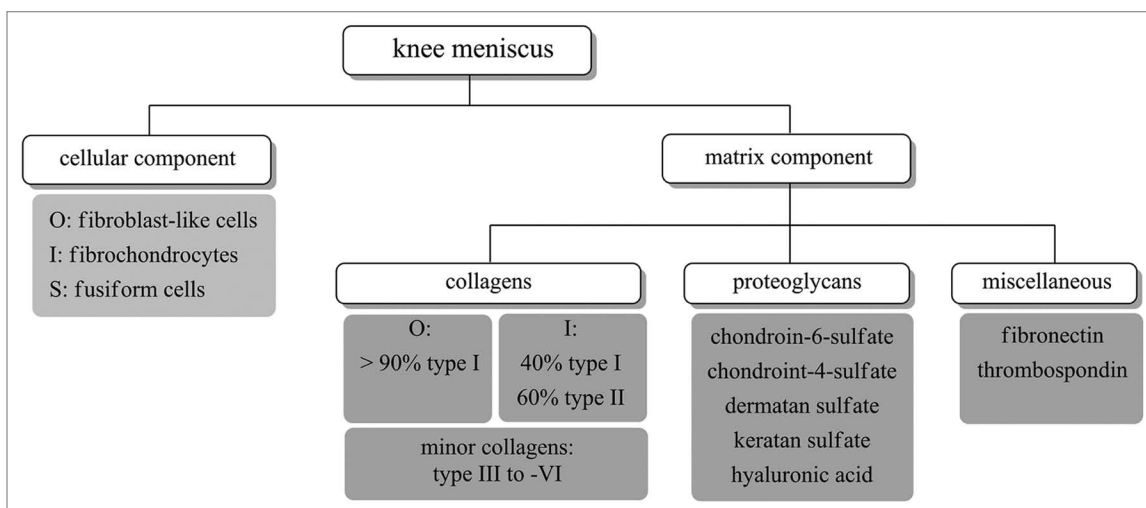 knee meniscus
cellular component
O: fibroblast-like cells
I: fibrochondrocytes
S: fusiform cells
matrix component
collagens
O:
> 90% type I
I:
40% type I
60% type II
minor collagens:
type III to -VI
proteoglycans
chondroin-6-sulfate
chondroint-4-sulfate
dermatan sulfate
keratan sulfate
hyaluronic acid
miscellaneous
fibronectin
thrombospondin